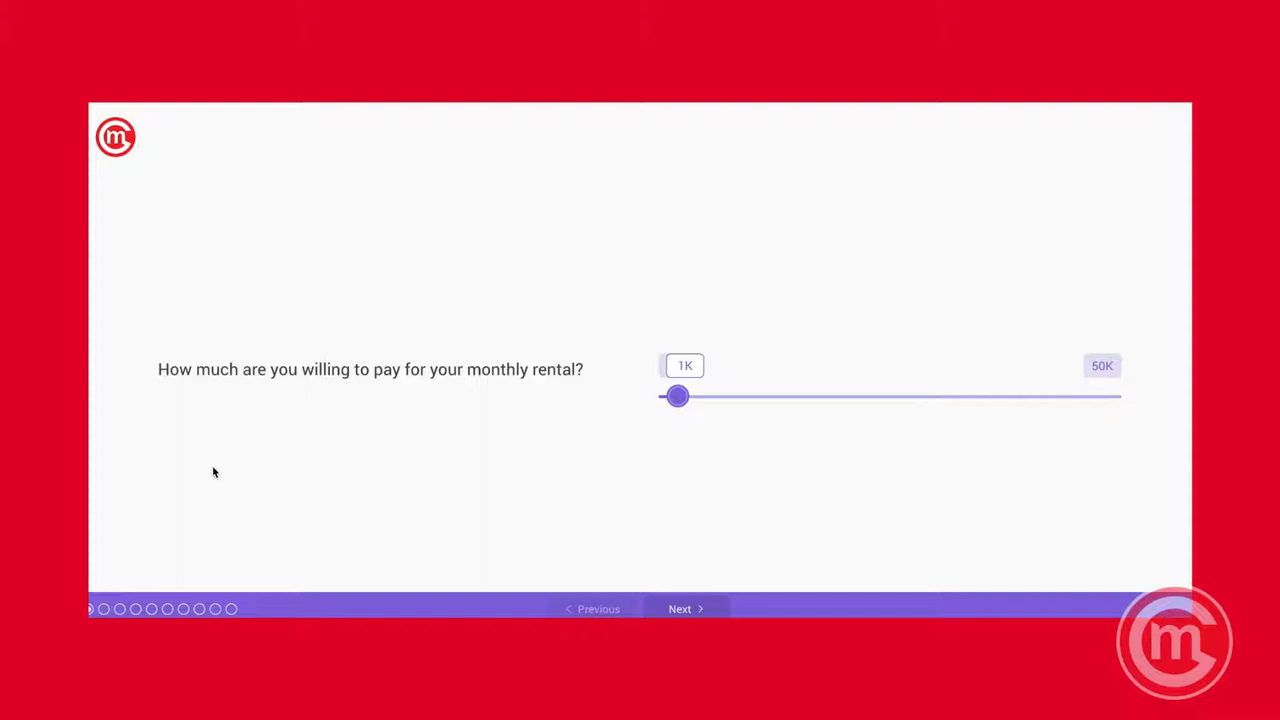 m
How much are you willing to pay for your monthly rental?
1K
50K
Previous
Next
m